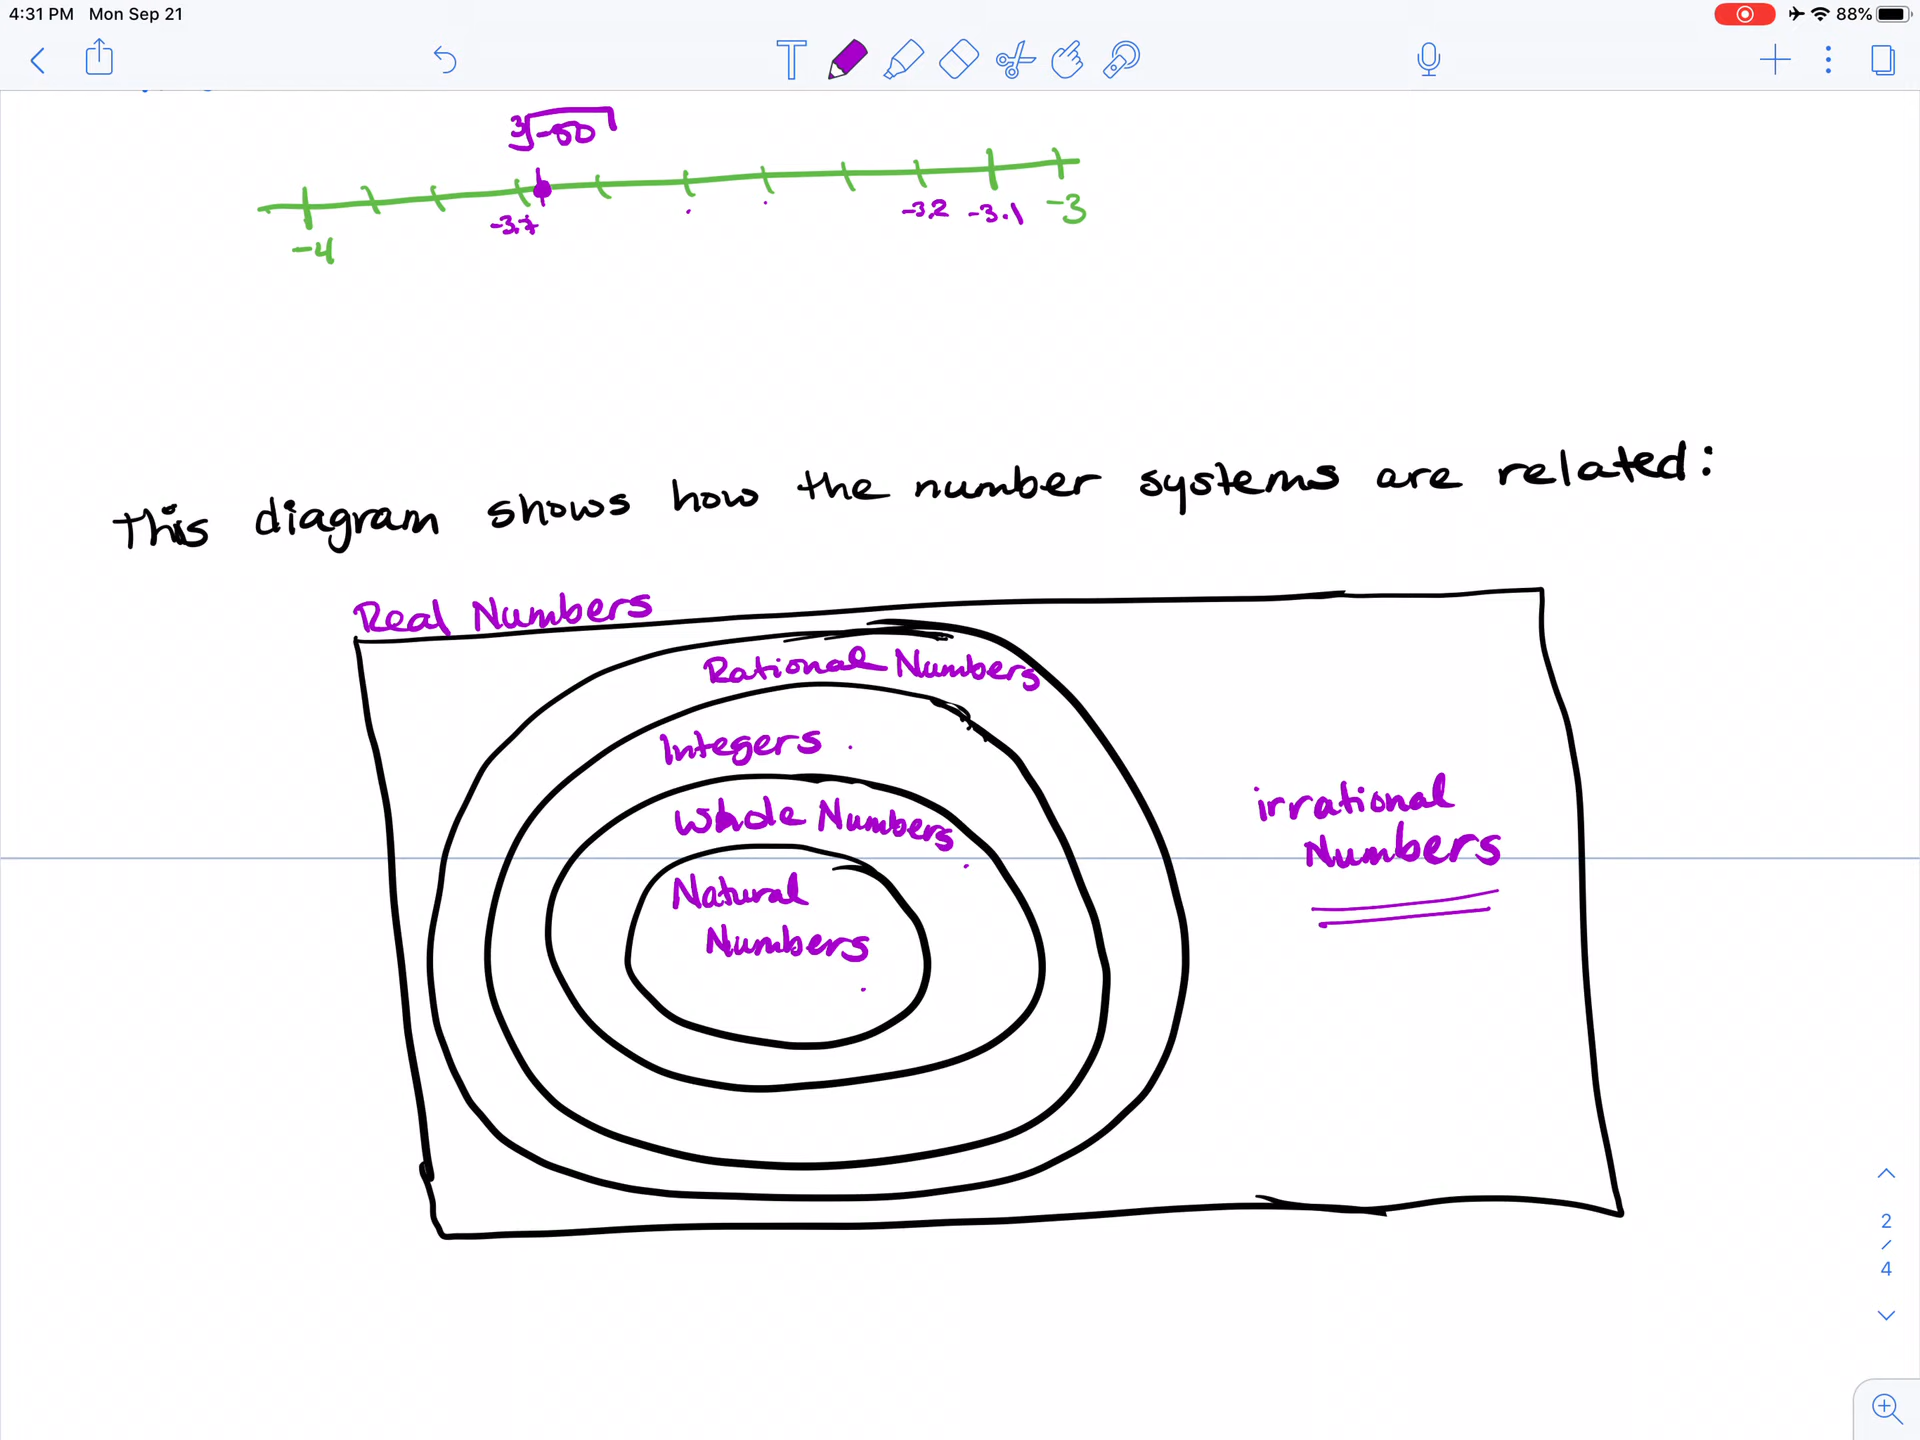 4:31 PM Mon Sep 21
88%
T
∛-50
-3.7
-3.2 -3.1 -3
-4
This diagram shows how the number systems are related:
Real Numbers
Rational Numbers
Integers
Whole Numbers
Natural
Numbers
irrational
Numbers
2
/
4